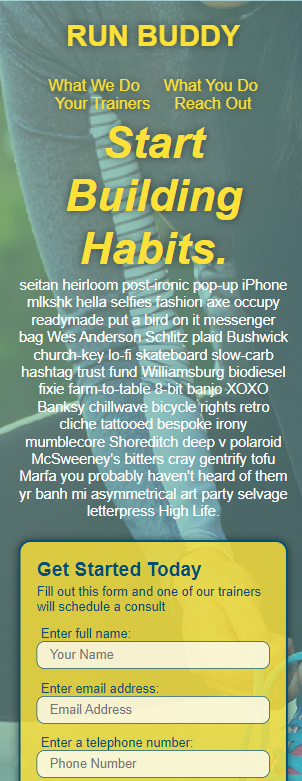 RUN BUDDY
What We Do What You Do
Your Trainers Reach Out
Start
Building
Habits.
seitan heirloom post-ironic pop-up iPhone
mlkshk hella selfies fashion axe occupy
readymade put a bird on it messenger
bag Wes Anderson Schlitz plaid Bushwick
church-key lo-fi skateboard slow-carb
hashtag trust fund Williamsburg biodiesel
fixie farm-to-table 8-bit banjo XOXO
Banksy chillwave bicycle rights retro
cliche tattooed bespoke irony
mumblecore Shoreditch deep v polaroid
McSweeney's bitters cray gentrify tofu
Marfa you probably haven't heard of them
yr banh mi asymmetrical art party selvage
letterpress High Life.
Get Started Today
Fill out this form and one of our trainers
will schedule a consult
Enter full name:
Your Name
Enter email address:
Email Address
Enter a telephone number:
Phone Number